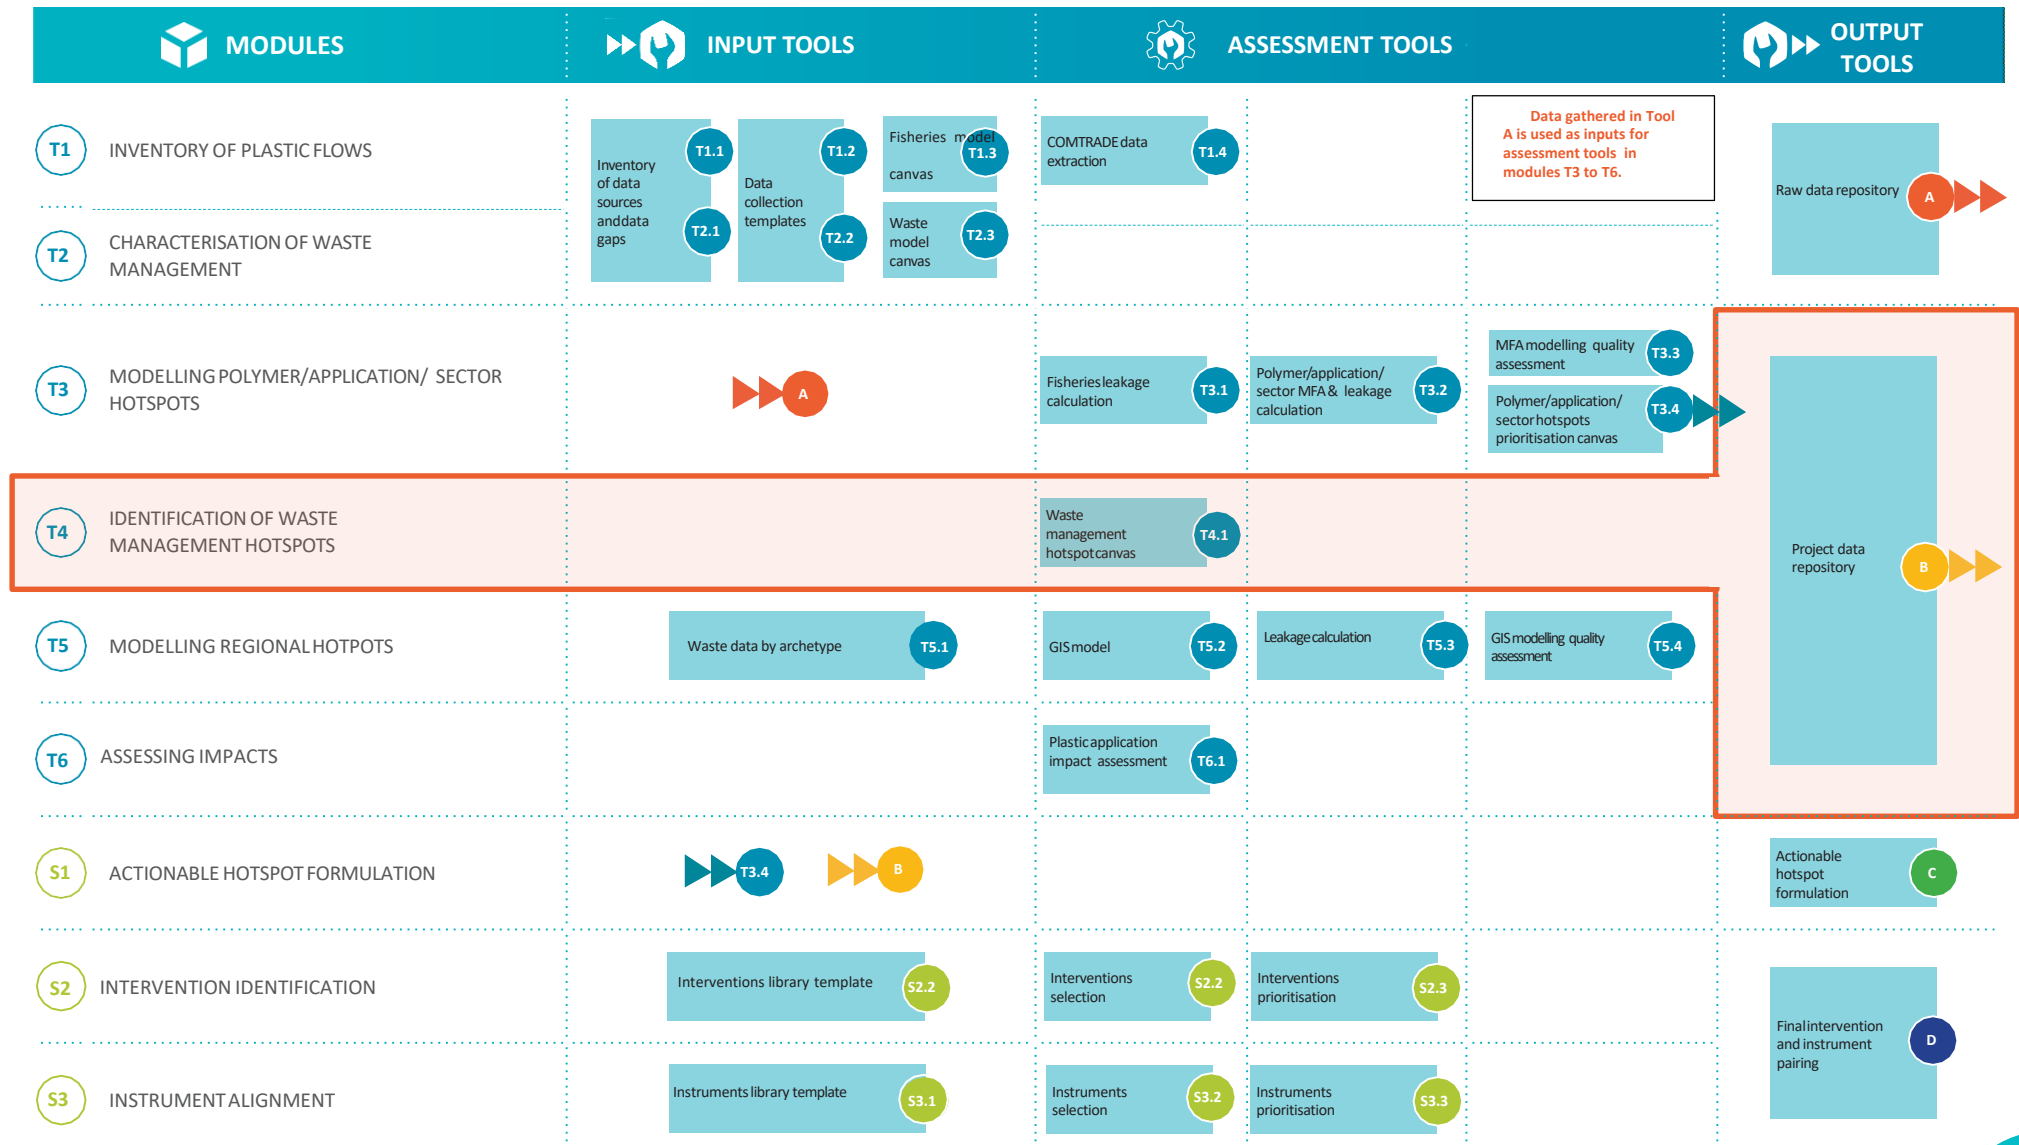 MODULES
INPUT TOOLS
ASSESSMENT TOOLS
OUTPUT
TOOLS
T1
INVENTORY OF PLASTIC FLOWS
Inventory
of data
sources
and data
gaps
T1.1
T2.1
Data
collection
templates
T1.2
T2.2
Fisheries model
canvas
T1.3
Waste
model
canvas
T2.3
COMTRADE data
extraction
T1.4
Data gathered in Tool
A is used as inputs for
assessment tools in
modules T3 to T6.
Raw data repository
A
T2
CHARACTERISATION OF WASTE
MANAGEMENT
T3
MODELLING POLYMER/APPLICATION/ SECTOR
HOTSPOTS
A
Fisheries leakage
calculation
T3.1
Polymer/application/
sector MFA & leakage
calculation
T3.2
MFA modelling quality
assessment
T3.3
Polymer/application/
sector hotspots
prioritisation canvas
T3.4
T4
IDENTIFICATION OF WASTE
MANAGEMENT HOTSPOTS
Waste
management
hotspot canvas
T4.1
Project data
repository
B
T5
MODELLING REGIONAL HOTPOTS
Waste data by archetype
T5.1
GIS model
T5.2
Leakage calculation
T5.3
GIS modelling quality
assessment
T5.4
T6
ASSESSING IMPACTS
Plastic application
impact assessment
T6.1
S1
ACTIONABLE HOTSPOT FORMULATION
T3.4
B
Actionable
hotspot
formulation
C
S2
INTERVENTION IDENTIFICATION
Interventions library template
S2.2
Interventions
selection
S2.2
Interventions
prioritisation
S2.3
Final intervention
and instrument
pairing
D
S3
INSTRUMENT ALIGNMENT
Instruments library template
S3.1
Instruments
selection
S3.2
Instruments
prioritisation
S3.3